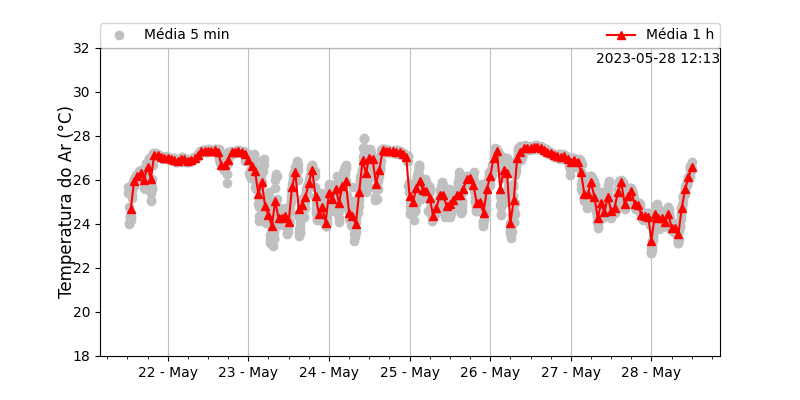 Média 5 min
Média 1 h
2023-05-28 12:13
Temperatura do Ar (°C)
32
30
28
26
24
22
20
18
22 - May
23 - May
24 - May
25 - May
26 - May
27 - May
28 - May